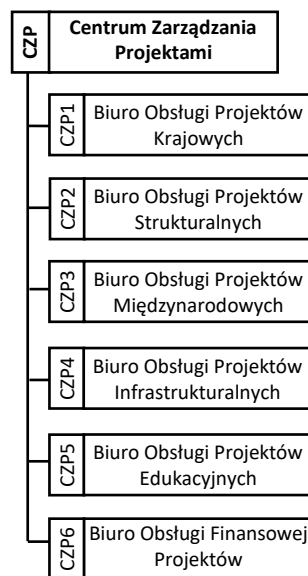 CZP
Centrum Zarządzania
Projektami
CZP1
Biuro Obsługi Projektów
Krajowych
CZP2
Biuro Obsługi Projektów
Strukturalnych
CZP3
Biuro Obsługi Projektów
Międzynarodowych
CZP4
Biuro Obsługi Projektów
Infrastrukturalnych
CZP5
Biuro Obsługi Projektów
Edukacyjnych
CZP6
Biuro Obsługi Finansowej
Projektów